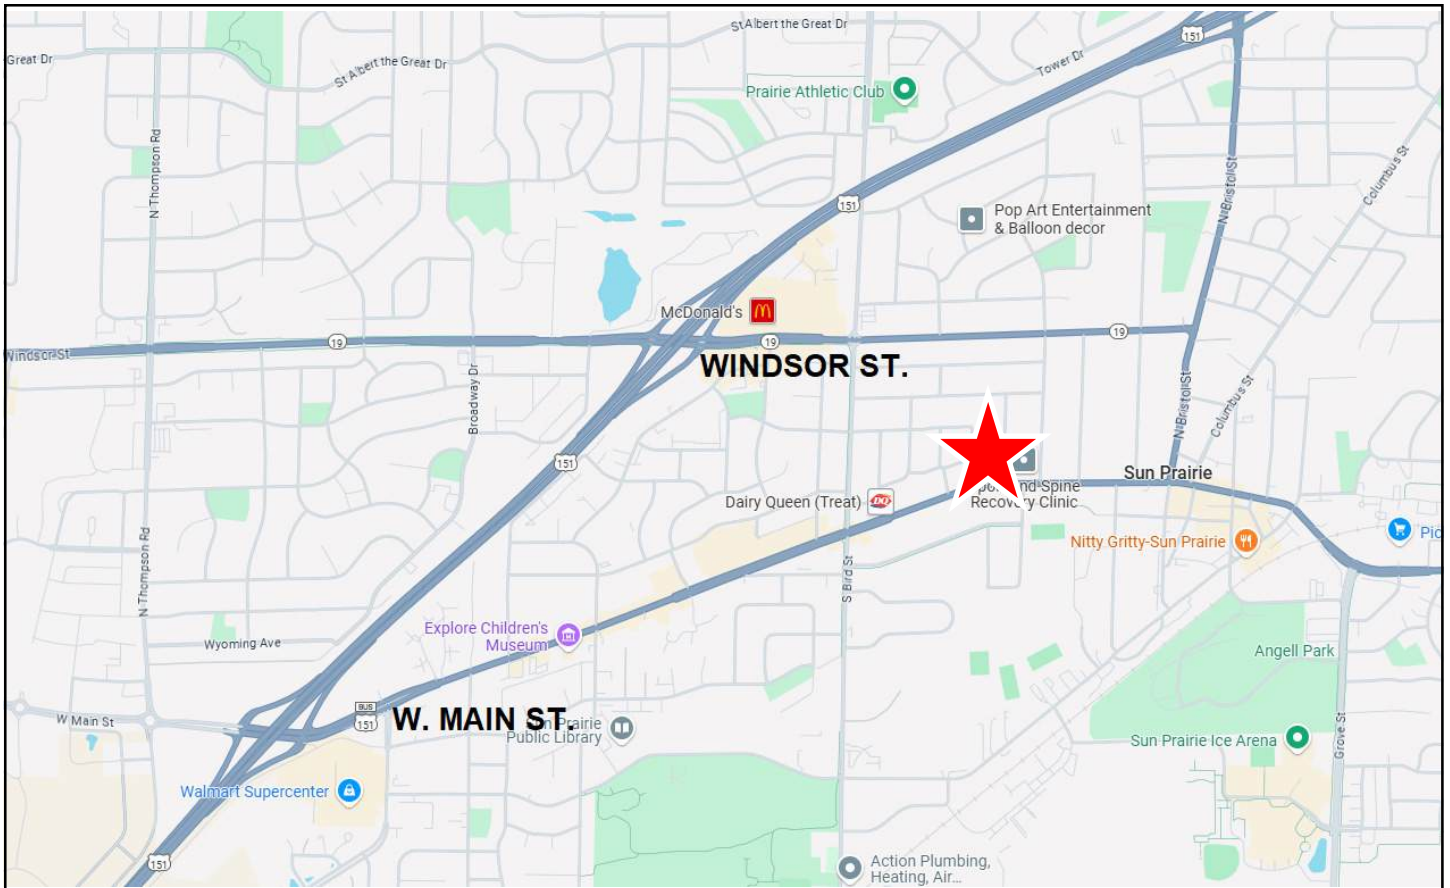 St Albert the Great Dr
151
Great Dr
St Albert the Great Dr
Tower Dr
Prairie Athletic Club
N Thompson Rd
Columbus St
N Bristol St
151
Pop Art Entertainment
& Balloon decor
McDonald's
19
19
19
Windsor St
WINDSOR ST.
Broadway Dr
N Bristol St
Columbus St
151
Sun Prairie
and Spine
Recovery Clinic
Dairy Queen (Treat)
DQ
Nitty Gritty-Sun Prairie
Pic
N Thompson Rd
S Bird St
Explore Children's
Museum
Wyoming Ave
Angell Park
BUS
151
W Main St
W. MAIN ST.
Prairie
Public Library
Sun Prairie Ice Arena
Grove St
Walmart Supercenter
151
Action Plumbing,
Heating, Air...